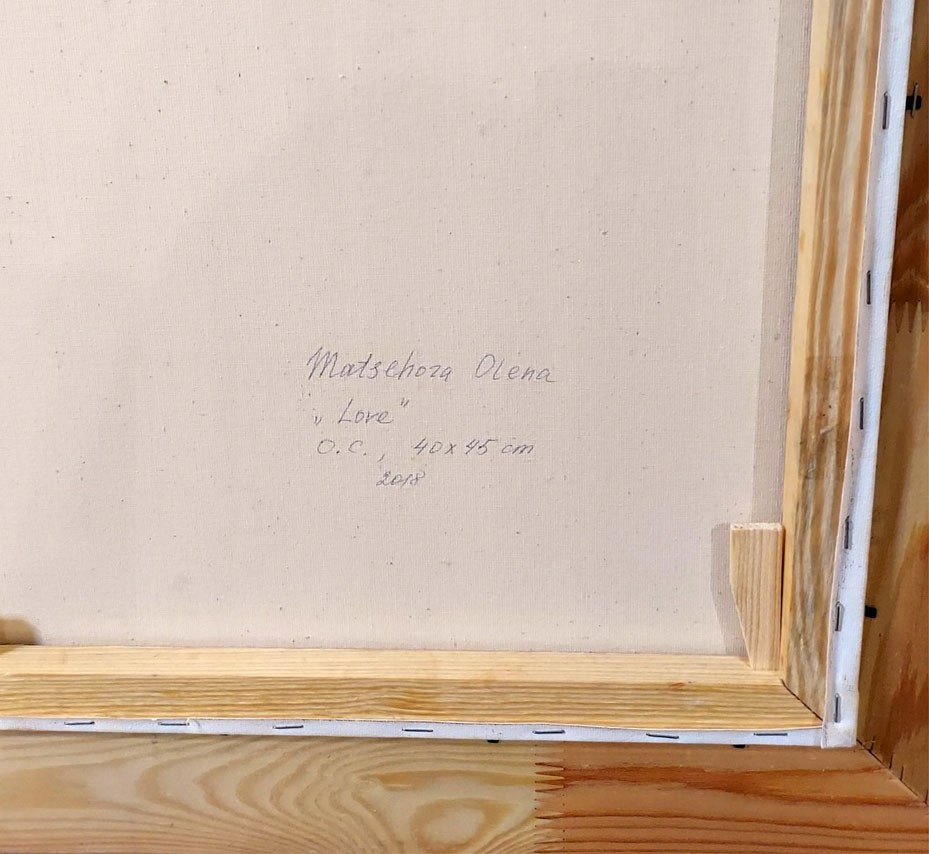 Matsehora Olena
„Love"
O.C., 40x45 cm
2018